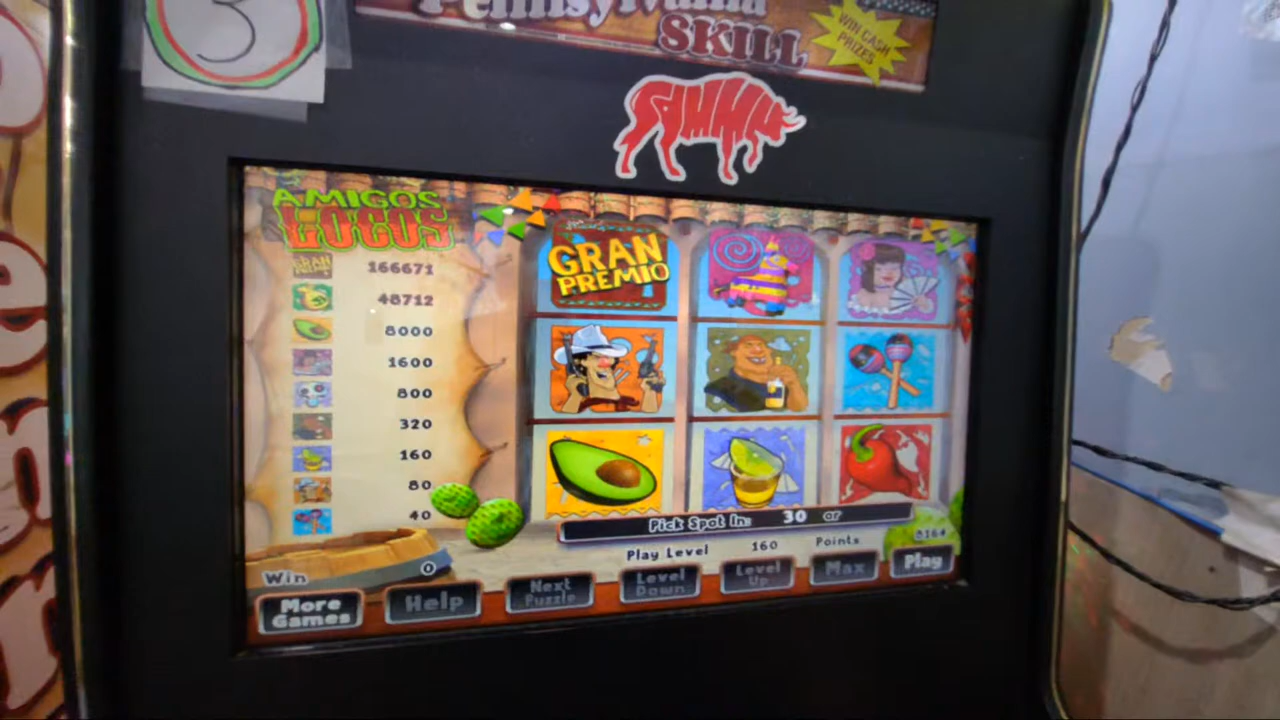 3
Pennsylvania
SKILL
WIN CASH
PRIZES
AMIGOS
LOCOS
GRAN
PREMIO
166671
48712
8000
1600
800
320
160
80
40
GRAN
PREMIO
Pick Spot In: 30 or
Play Level 160 Points
8164
Win 0
More
Games
Help
Next
Puzzle
Level
Down
Level
Up
Max
Play